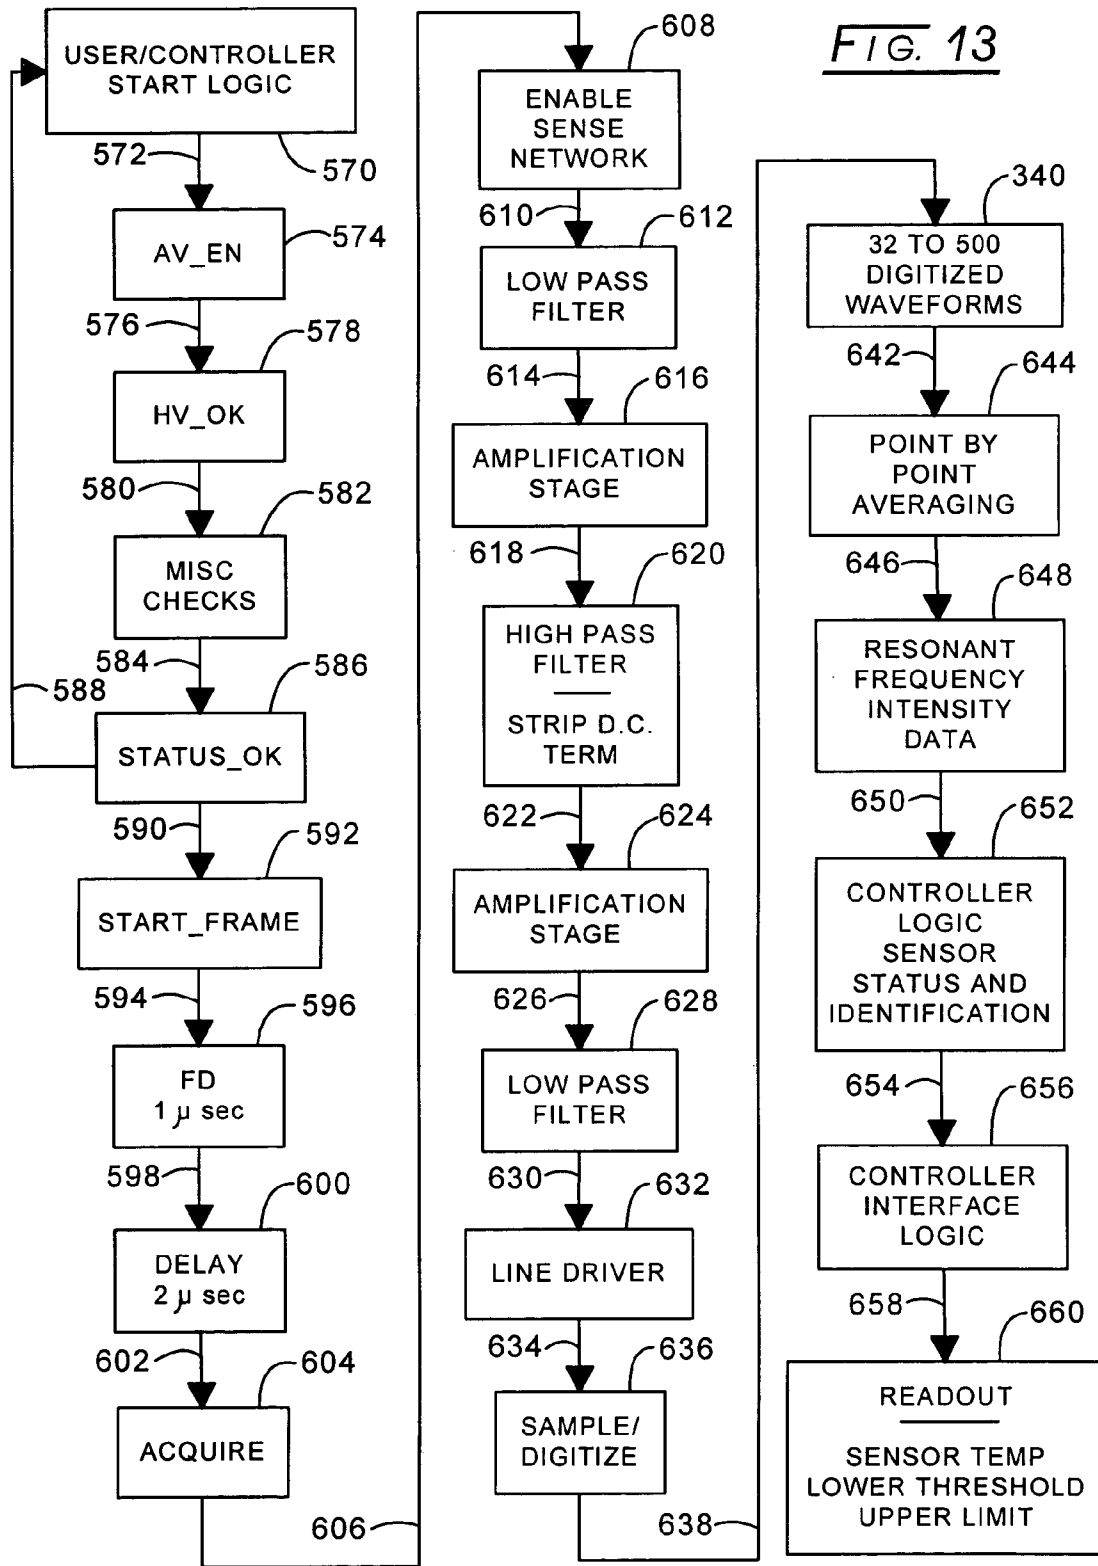 FIG. 13
USER/CONTROLLER
START LOGIC
570
572
AV_EN
574
576
HV_OK
578
580
MISC
CHECKS
582
584
STATUS_OK
586
588
590
START_FRAME
592
594
FD
1 µ sec
596
598
DELAY
2 µ sec
600
602
ACQUIRE
604
606
ENABLE
SENSE
NETWORK
608
610
LOW PASS
FILTER
612
614
AMPLIFICATION
STAGE
616
618
HIGH PASS
FILTER
STRIP D.C.
TERM
620
622
AMPLIFICATION
STAGE
624
626
LOW PASS
FILTER
628
630
LINE DRIVER
632
634
SAMPLE/
DIGITIZE
636
638
32 TO 500
DIGITIZED
WAVEFORMS
340
642
POINT BY
POINT
AVERAGING
644
646
RESONANT
FREQUENCY
INTENSITY
DATA
648
650
CONTROLLER
LOGIC
SENSOR
STATUS AND
IDENTIFICATION
652
654
CONTROLLER
INTERFACE
LOGIC
656
658
READOUT
SENSOR TEMP
LOWER THRESHOLD
UPPER LIMIT
660